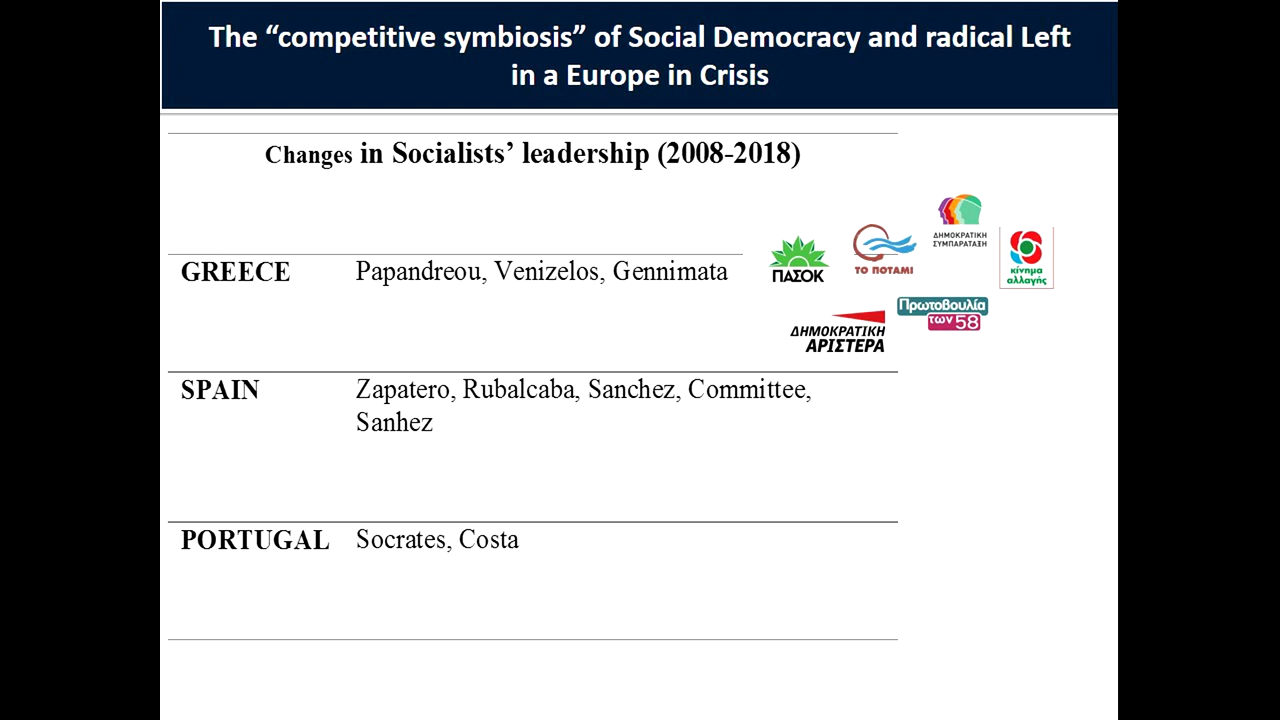 The “competitive symbiosis” of Social Democracy and radical Left
in a Europe in Crisis
Changes in Socialists’ leadership (2008-2018)
GREECE Papandreou, Venizelos, Gennimata
ΠΑΣΟΚ
ΤΟ ΠΟΤΑΜΙ
ΔΗΜΟΚΡΑΤΙΚΗ
ΣΥΜΠΑΡΑΤΑΞΗ
κίνημα
αλλαγής
ΔΗΜΟΚΡΑΤΙΚΗ
ΑΡΙΣΤΕΡΑ
Πρωτοβουλία
των 58
SPAIN Zapatero, Rubalcaba, Sanchez, Committee,
Sanhez
PORTUGAL Socrates, Costa